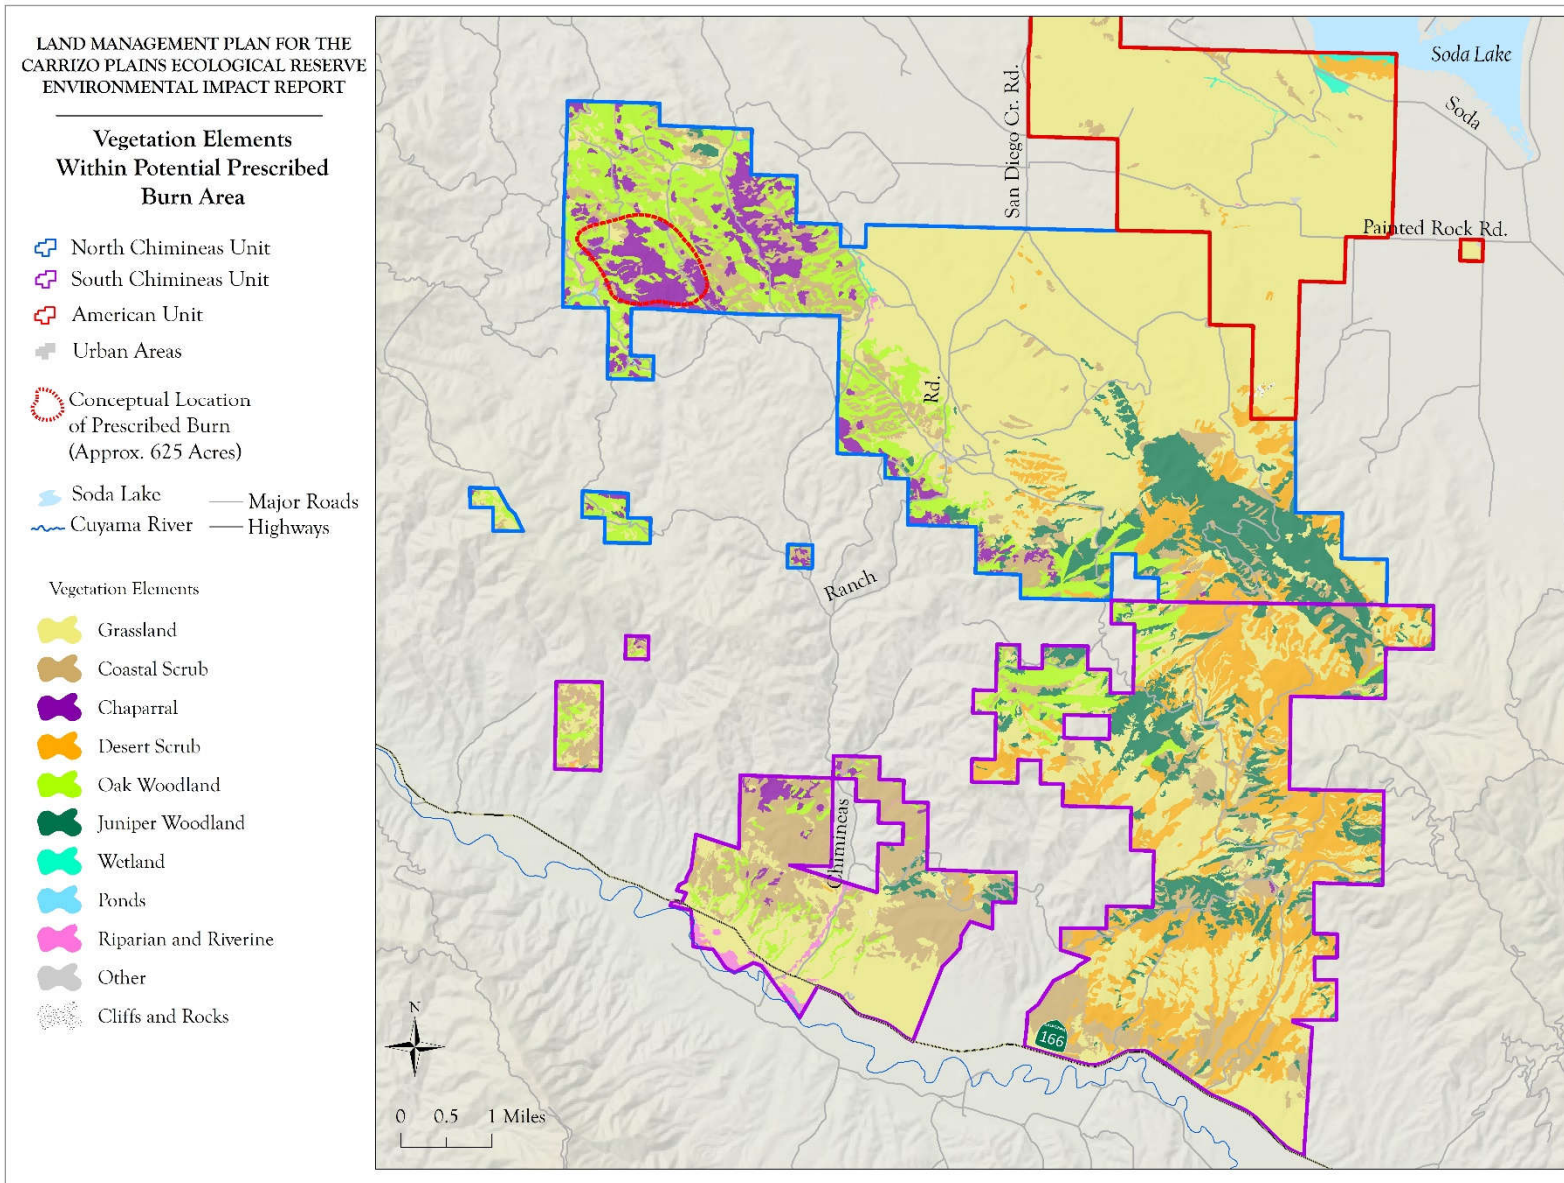 LAND MANAGEMENT PLAN FOR THE
CARRIZO PLAINS ECOLOGICAL RESERVE
ENVIRONMENTAL IMPACT REPORT
Vegetation Elements
Within Potential Prescribed
Burn Area
North Chimineas Unit
South Chimineas Unit
American Unit
Urban Areas
Conceptual Location
of Prescribed Burn
(Approx. 625 Acres)
Soda Lake
Major Roads
Cuyama River
Highways
Vegetation Elements
Grassland
Coastal Scrub
Chaparral
Desert Scrub
Oak Woodland
Juniper Woodland
Wetland
Ponds
Riparian and Riverine
Other
Cliffs and Rocks
Soda Lake
Soda
San Diego Cr. Rd.
Painted Rock Rd.
Rd.
Ranch
Chimineas
166
N
0 0.5 1 Miles